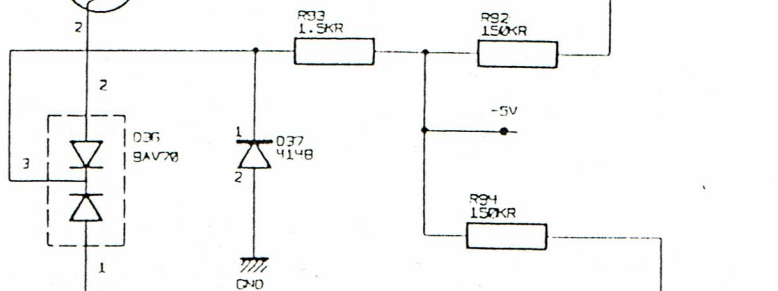 2
R93
1.5KR
R92
150KR
2
D36
BAV70
3
1
D37
4148
2
-5V
R94
150KR
1
GND